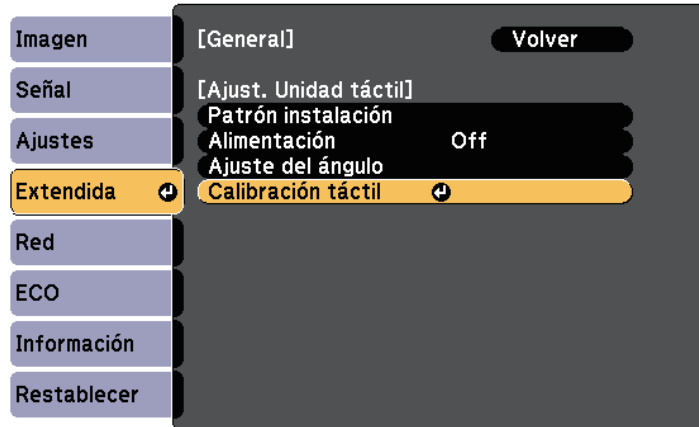 Imagen
Señal
Ajustes
Extendida
Red
ECO
Información
Restablecer
[General] Volver
[Ajust. Unidad táctil]
Patrón instalación
Alimentación Off
Ajuste del ángulo
Calibración táctil